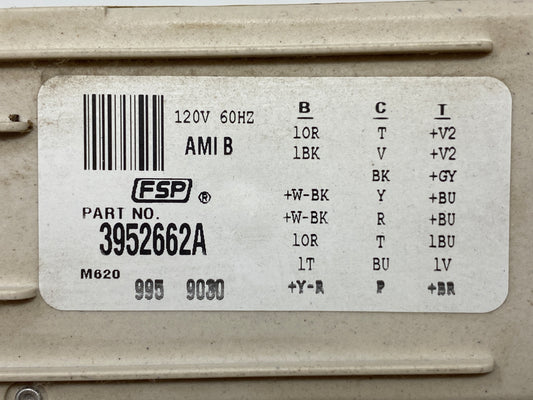 120V 60HZ
AMI B
FSP ®
PART NO.
3952662A
M620
995 9030
B C T
1OR T +V2
1BK V +V2
BK +GY
+W-BK Y +BU
+W-BK R +BU
1OR T 1BU
1T BU 1V
+Y-R P +BR